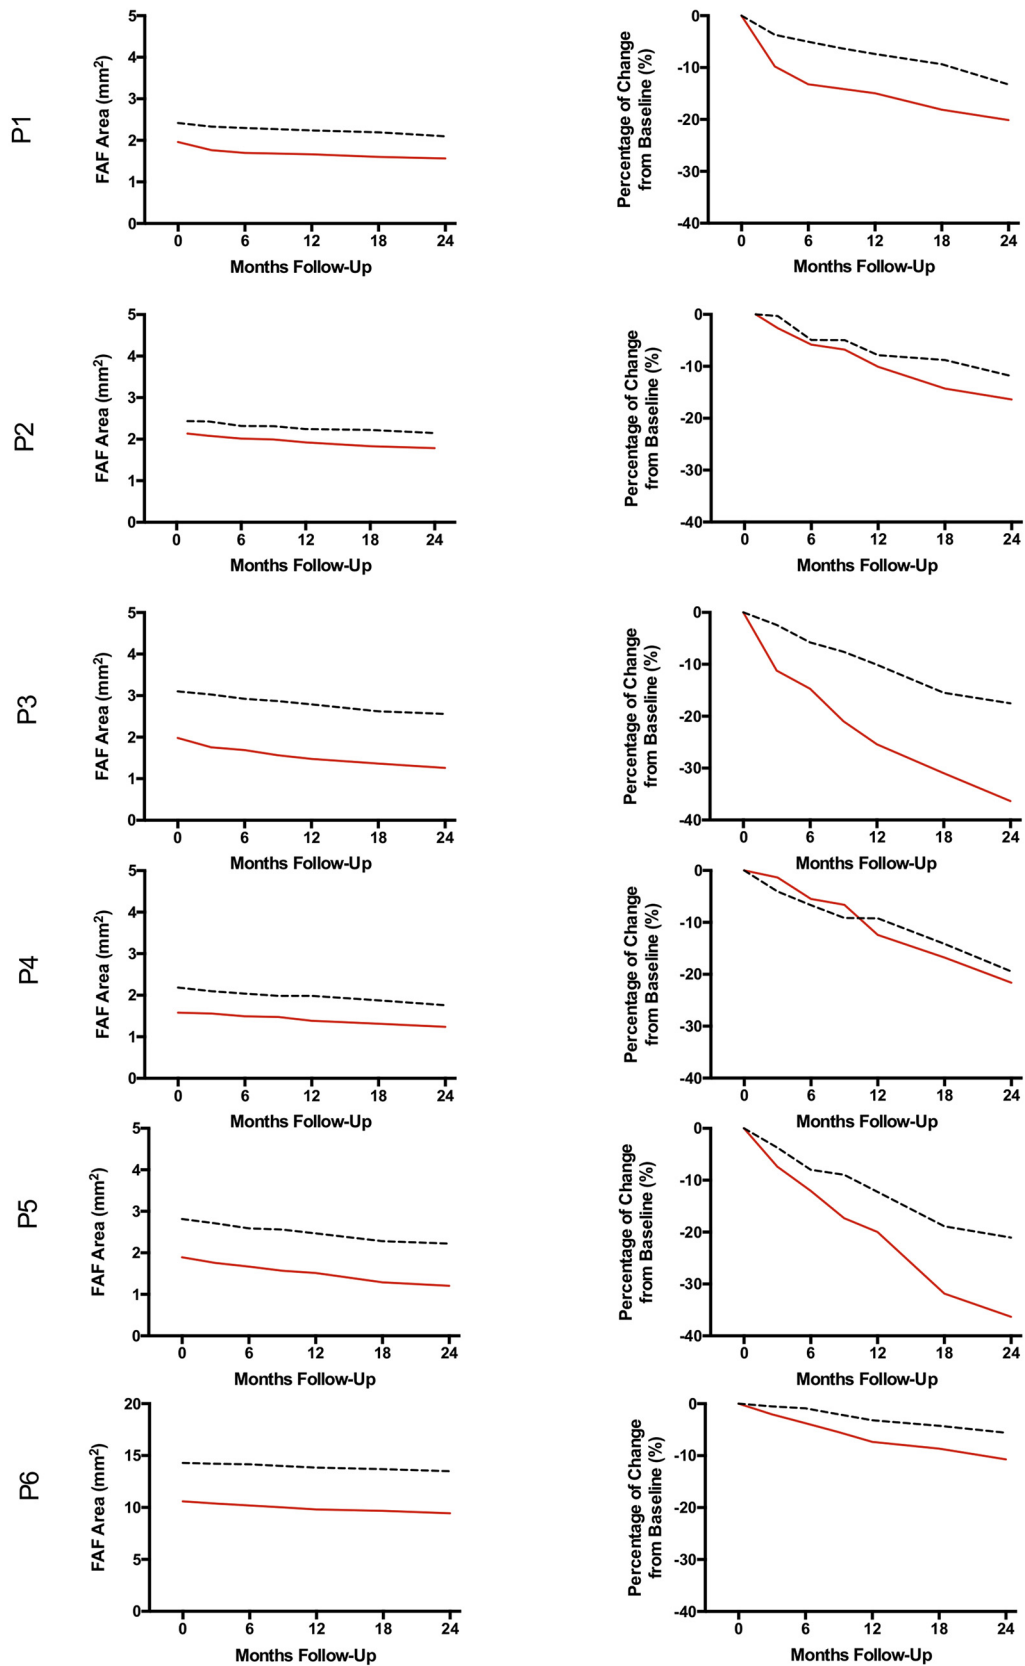 P1
FAF Area (mm²)
5
4
3
2
1
0
0 6 12 18 24
Months Follow-Up
Percentage of Change
from Baseline (%)
0
-10
-20
-30
-40
0 6 12 18 24
Months Follow-Up
P2
FAF Area (mm²)
5
4
3
2
1
0
0 6 12 18 24
Months Follow-Up
Percentage of Change
from Baseline (%)
0
-10
-20
-30
-40
0 6 12 18 24
Months Follow-Up
P3
FAF Area (mm²)
5
4
3
2
1
0
0 6 12 18 24
Months Follow-Up
Percentage of Change
from Baseline (%)
0
-10
-20
-30
-40
0 6 12 18 24
Months Follow-Up
P4
FAF Area (mm²)
5
4
3
2
1
0
0 6 12 18 24
Months Follow-Up
Percentage of Change
from Baseline (%)
0
-10
-20
-30
-40
0 6 12 18 24
Months Follow-Up
P5
FAF Area (mm²)
5
4
3
2
1
0
0 6 12 18 24
Months Follow-Up
Percentage of Change
from Baseline (%)
0
-10
-20
-30
-40
0 6 12 18 24
Months Follow-Up
P6
FAF Area (mm²)
20
15
10
5
0
0 6 12 18 24
Months Follow-Up
Percentage of Change
from Baseline (%)
0
-10
-20
-30
-40
0 6 12 18 24
Months Follow-Up